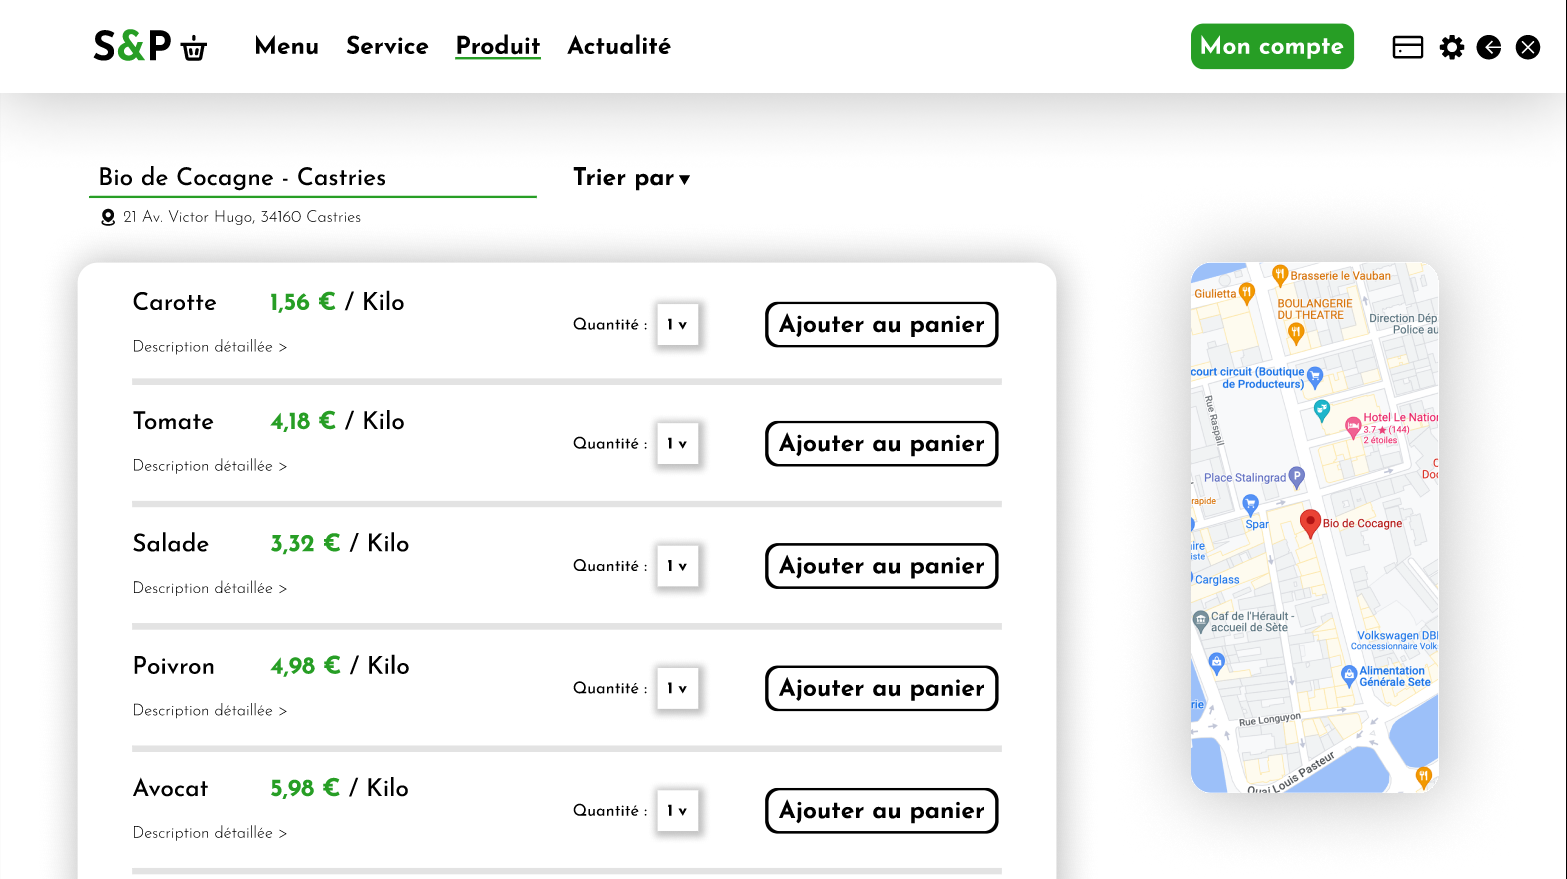 S&P
Menu Service Produit Actualité
Mon compte
Bio de Cocagne - Castries
Trier par ▾
21 Av. Victor Hugo, 34160 Castries
Carotte 1,56 € / Kilo
Description détaillée >
Quantité : 1 v
Ajouter au panier
Tomate 4,18 € / Kilo
Description détaillée >
Quantité : 1 v
Ajouter au panier
Salade 3,32 € / Kilo
Description détaillée >
Quantité : 1 v
Ajouter au panier
Poivron 4,98 € / Kilo
Description détaillée >
Quantité : 1 v
Ajouter au panier
Avocat 5,98 € / Kilo
Description détaillée >
Quantité : 1 v
Ajouter au panier
Brasserie le Vauban
Giulietta
BOULANGERIE
DU THEATRE
Direction Dép
Police au
court circuit (Boutique
de Producteurs)
Rue Raspail
Hotel Le Nation
3.7 ★ (144)
2 étoiles
Place Stalingrad
P
rapide
Spar
Bio de Cocagne
Carglass
Caf de l'Hérault -
accueil de Sète
Volkswagen DBF
Concessionnaire Volk
Alimentation
Générale Sete
Rue Longuyon
Quai Louis Pasteur